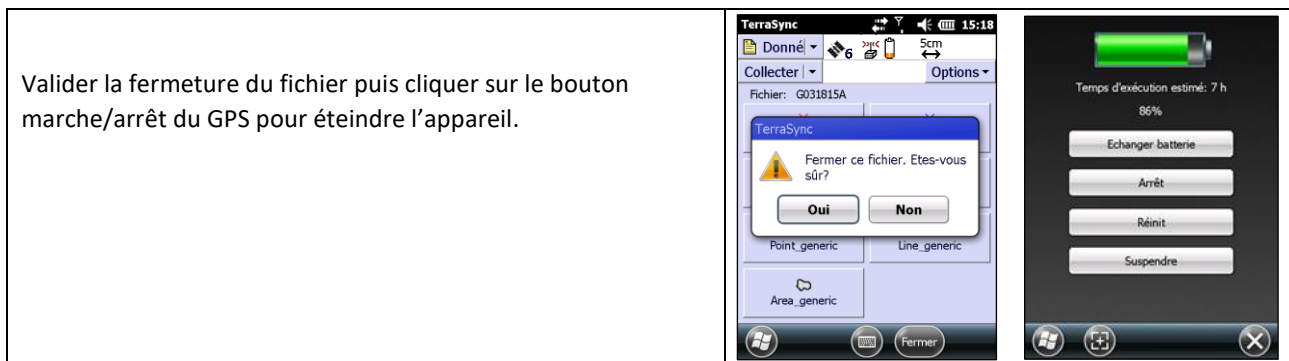 Valider la fermeture du fichier puis cliquer sur le bouton
marche/arrêt du GPS pour éteindre l’appareil.
TerraSync 15:18
Donné 6 5cm
Collecter Options
Fichier: G031815A
TerraSync
Fermer ce fichier. Etes-vous
sûr?
Oui Non
Point_generic Line_generic
Area_generic
Fermer
Temps d'exécution estimé: 7 h
86%
Echanger batterie
Arrêt
Réinit
Suspendre